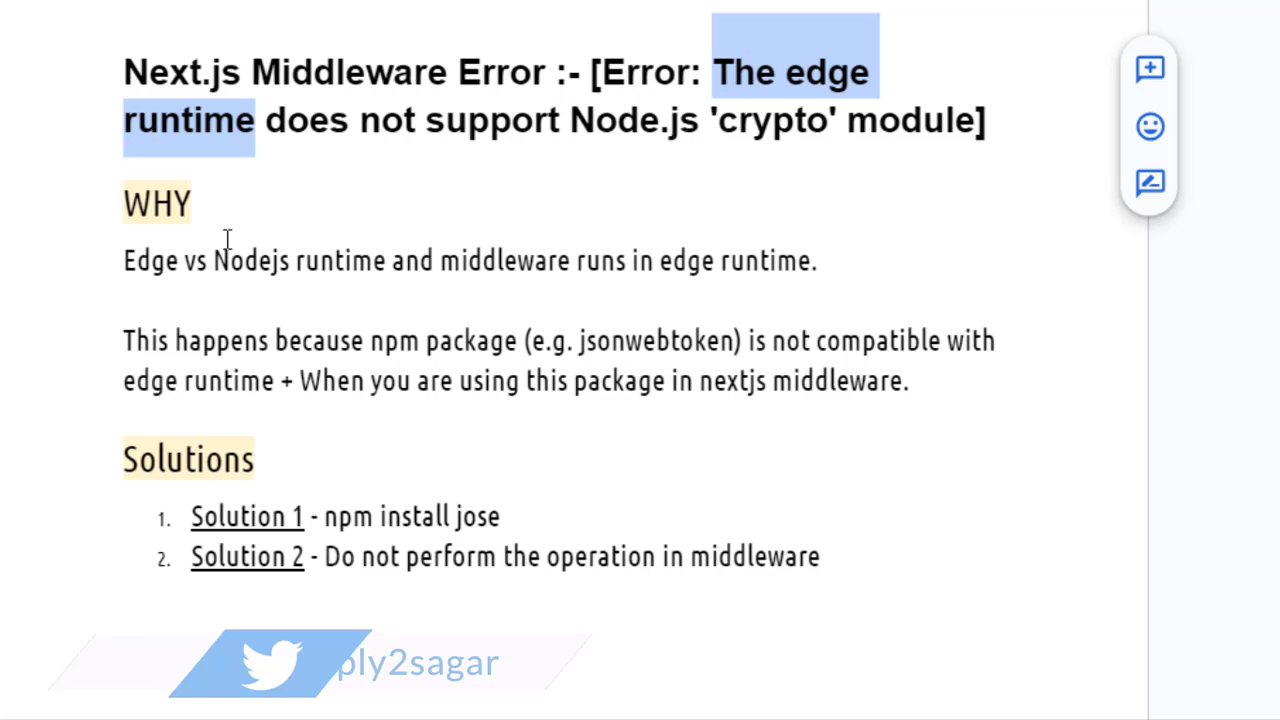 Next.js Middleware Error :- [Error: The edge
runtime does not support Node.js 'crypto' module]
WHY
Edge vs Nodejs runtime and middleware runs in edge runtime.
This happens because npm package (e.g. jsonwebtoken) is not compatible with
edge runtime + When you are using this package in nextjs middleware.
Solutions
1. Solution 1 - npm install jose
2. Solution 2 - Do not perform the operation in middleware
ply2sagar